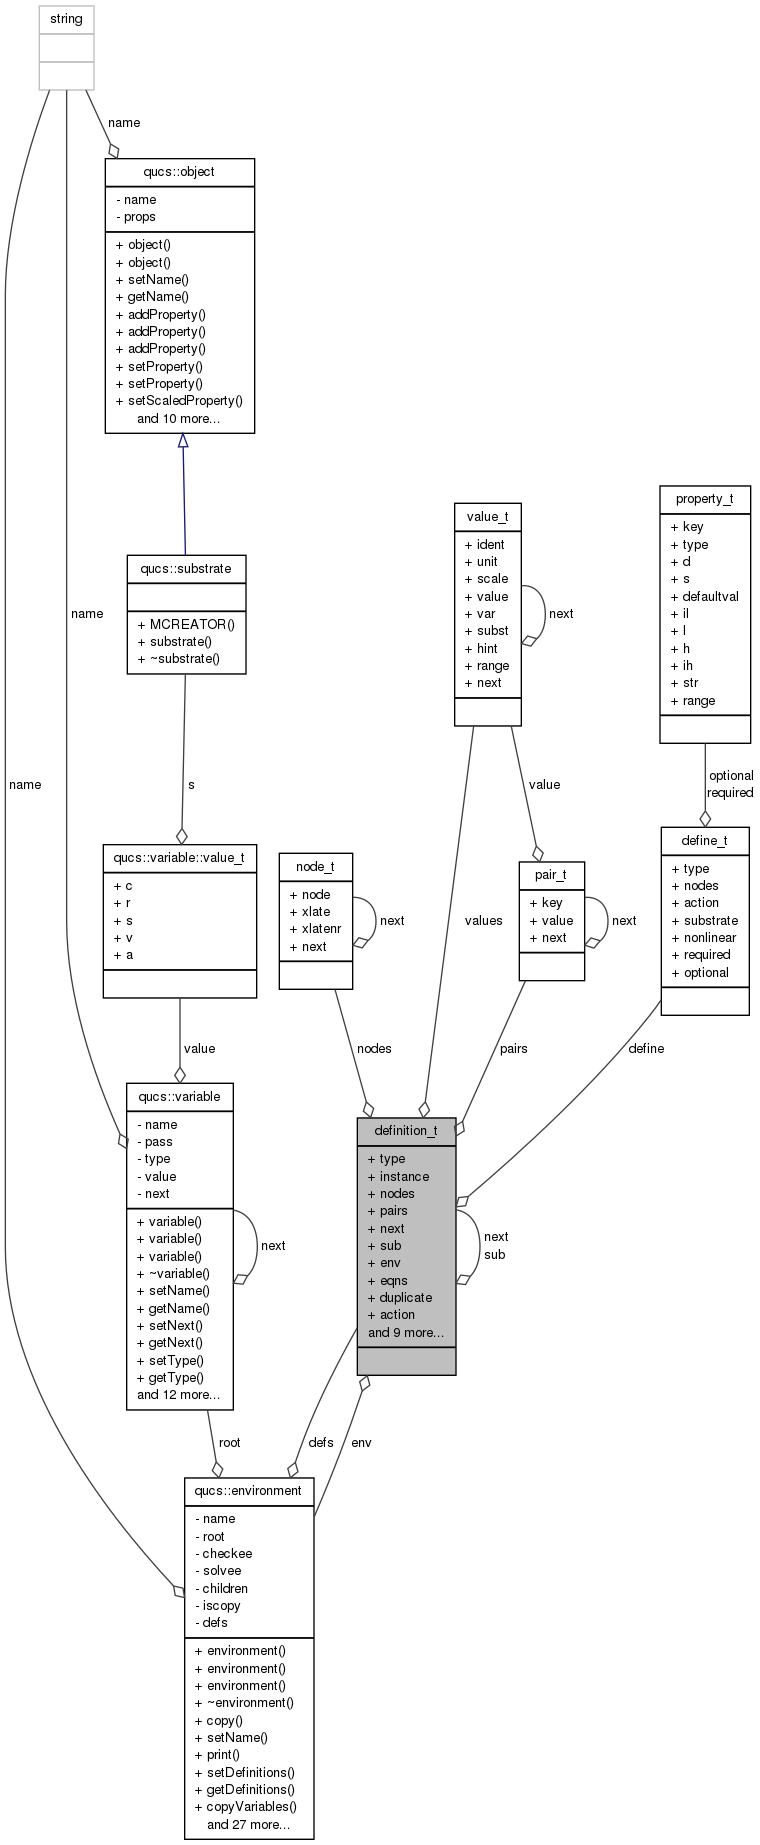 string
name
qucs::object
- name
- props
+ object()
+ object()
+ setName()
+ getName()
+ addProperty()
+ addProperty()
+ addProperty()
+ setProperty()
+ setProperty()
+ setScaledProperty()
and 10 more...
qucs::substrate
+ MCREATOR()
+ substrate()
+ ~substrate()
name
name
s
qucs::variable::value_t
+ c
+ r
+ s
+ v
+ a
value
value_t
+ ident
+ unit
+ scale
+ value
+ var
+ subst
+ hint
+ range
+ next
next
property_t
+ key
+ type
+ d
+ s
+ defaultval
+ il
+ l
+ h
+ ih
+ str
+ range
optional
required
value
node_t
+ node
+ xlate
+ xlatenr
+ next
next
pair_t
+ key
+ value
+ next
next
define_t
+ type
+ nodes
+ action
+ substrate
+ nonlinear
+ required
+ optional
values
nodes
pairs
define
qucs::variable
- name
- pass
- type
- value
- next
+ variable()
+ variable()
+ variable()
+ ~variable()
+ setName()
+ getName()
+ setNext()
+ getNext()
+ setType()
+ getType()
and 12 more...
next
definition_t
+ type
+ instance
+ nodes
+ pairs
+ next
+ sub
+ env
+ eqns
+ duplicate
+ action
and 9 more...
next
sub
root
defs
env
qucs::environment
- name
- root
- checkee
- solvee
- children
- iscopy
- defs
+ environment()
+ environment()
+ environment()
+ ~environment()
+ copy()
+ setName()
+ print()
+ setDefinitions()
+ getDefinitions()
+ copyVariables()
and 27 more...